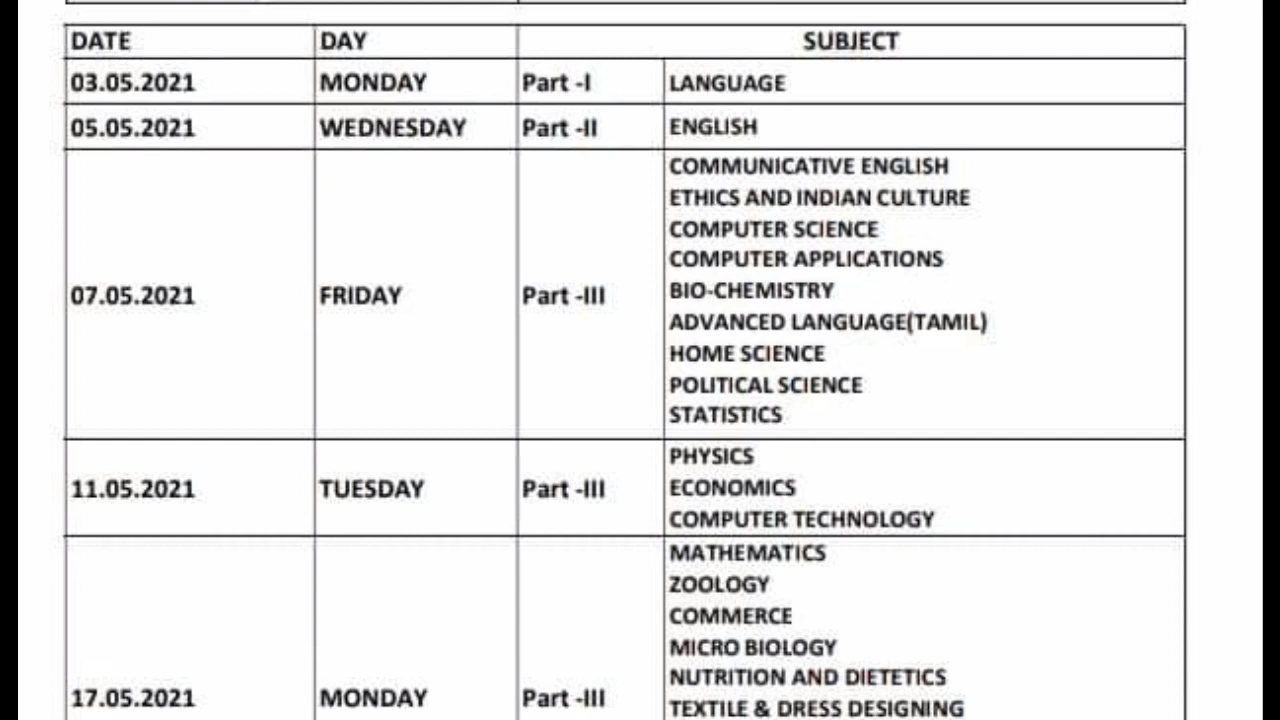 DATE DAY SUBJECT
03.05.2021 MONDAY Part -I LANGUAGE
05.05.2021 WEDNESDAY Part -II ENGLISH
07.05.2021 FRIDAY Part -III COMMUNICATIVE ENGLISH
ETHICS AND INDIAN CULTURE
COMPUTER SCIENCE
COMPUTER APPLICATIONS
BIO-CHEMISTRY
ADVANCED LANGUAGE(TAMIL)
HOME SCIENCE
POLITICAL SCIENCE
STATISTICS
11.05.2021 TUESDAY Part -III PHYSICS
ECONOMICS
COMPUTER TECHNOLOGY
17.05.2021 MONDAY Part -III MATHEMATICS
ZOOLOGY
COMMERCE
MICRO BIOLOGY
NUTRITION AND DIETETICS
TEXTILE & DRESS DESIGNING